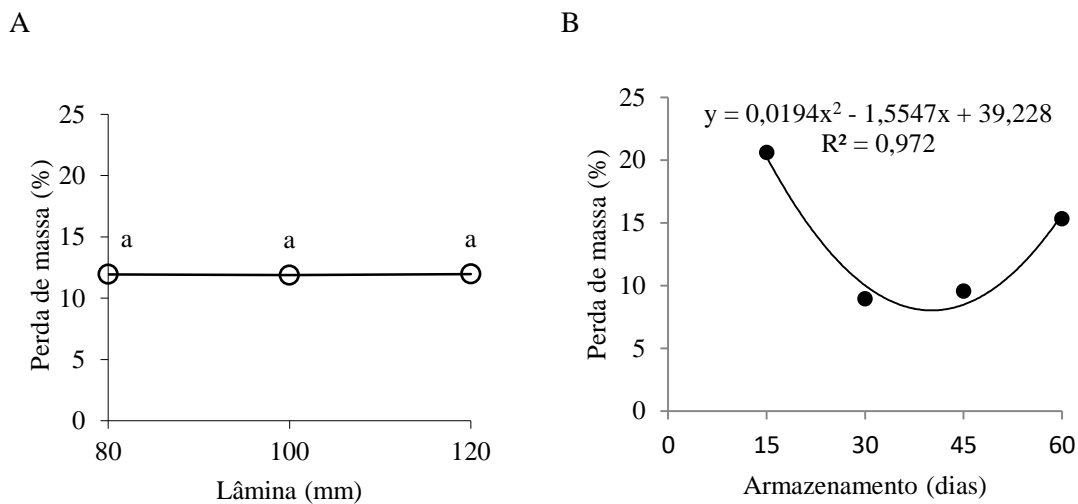 A
25
20
15
10
5
0
Perda de massa (%)
a a a
80 100 120
Lâmina (mm)
B
25
20
15
10
5
0
Perda de massa (%)
y = 0,0194x² - 1,5547x + 39,228
R² = 0,972
0 15 30 45 60
Armazenamento (dias)